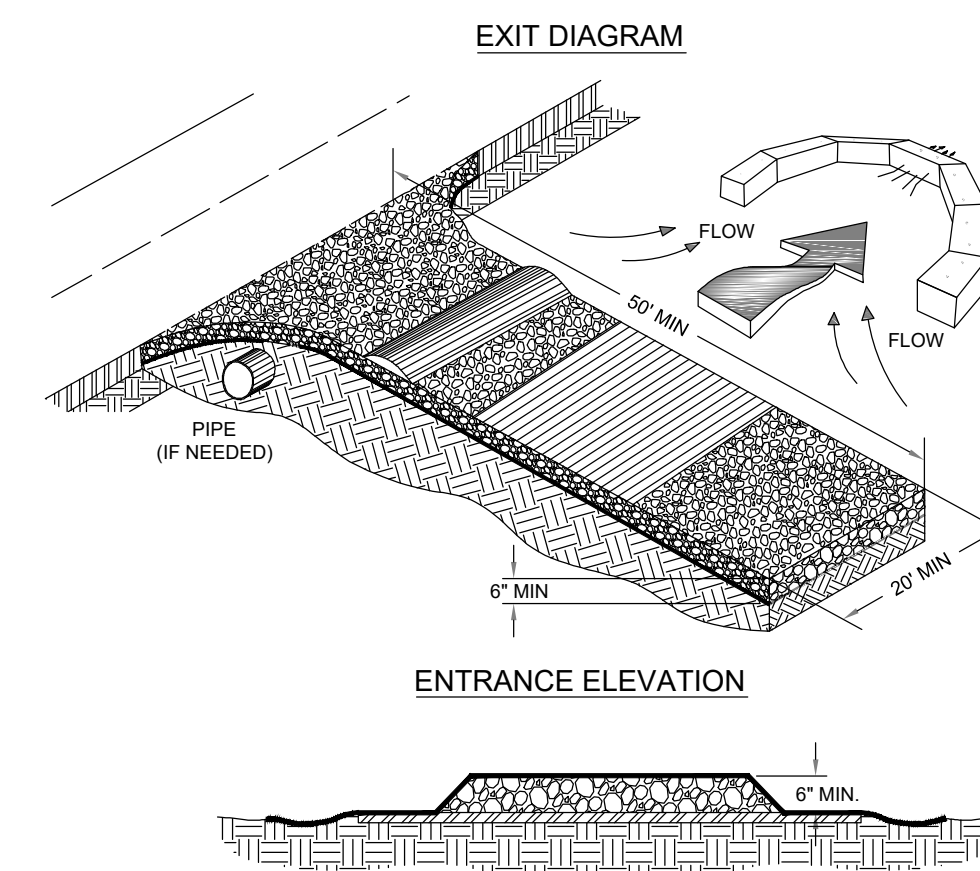 EXIT DIAGRAM
FLOW
50' MIN
FLOW
PIPE
(IF NEEDED)
6" MIN
20' MIN
ENTRANCE ELEVATION
6" MIN.